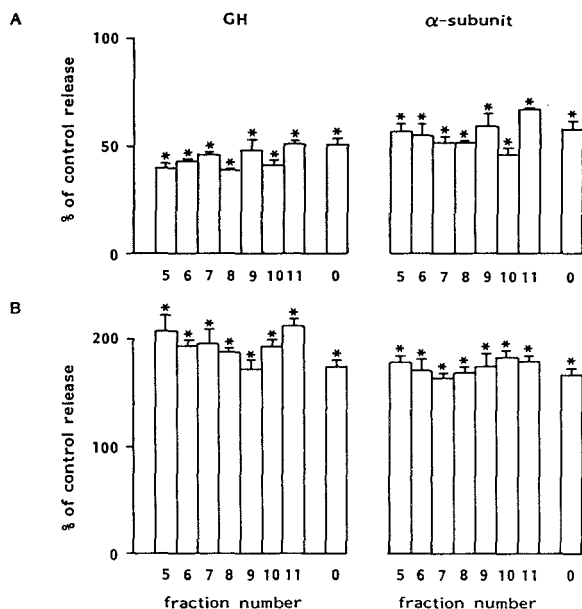 A
GH
α-subunit
% of control release
100
50
0
* * * * * * * *
* * * * * * * *
5 6 7 8 9 10 11 0
5 6 7 8 9 10 11 0
B
% of control release
200
100
0
* * * * * * * *
* * * * * * * *
5 6 7 8 9 10 11 0
5 6 7 8 9 10 11 0
fraction number
fraction number